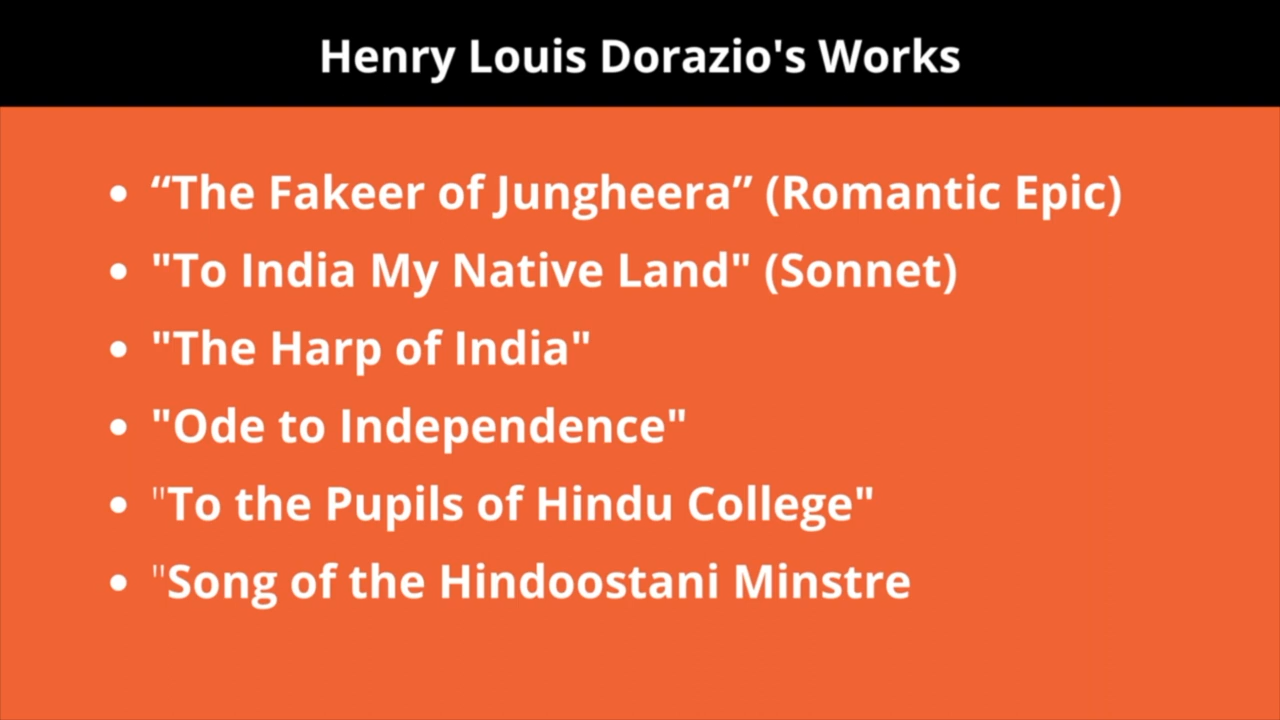 Henry Louis Dorazio's Works
• “The Fakeer of Jungheera” (Romantic Epic)
• "To India My Native Land" (Sonnet)
• "The Harp of India"
• "Ode to Independence"
• "To the Pupils of Hindu College"
• "Song of the Hindoostani Minstre